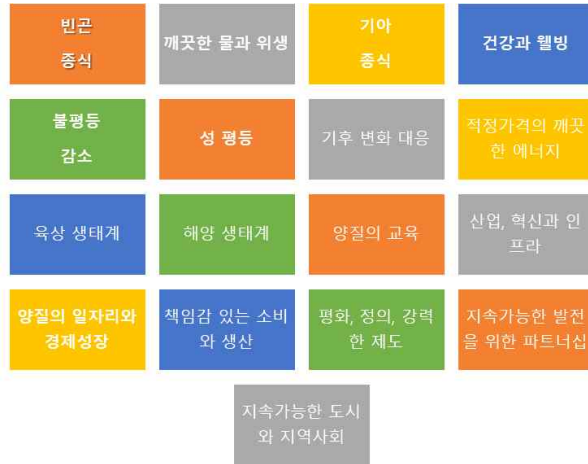 빈곤
종식
깨끗한 물과 위생
기아
종식
건강과 웰빙
불평등
감소
성 평등
기후 변화 대응
적정가격의 깨끗
한 에너지
육상 생태계
해양 생태계
양질의 교육
산업, 혁신과 인
프라
양질의 일자리와
경제성장
책임감 있는 소비
와 생산
평화, 정의, 강력
한 제도
지속가능한 발전
을 위한 파트너십
지속가능한 도시
와 지역사회